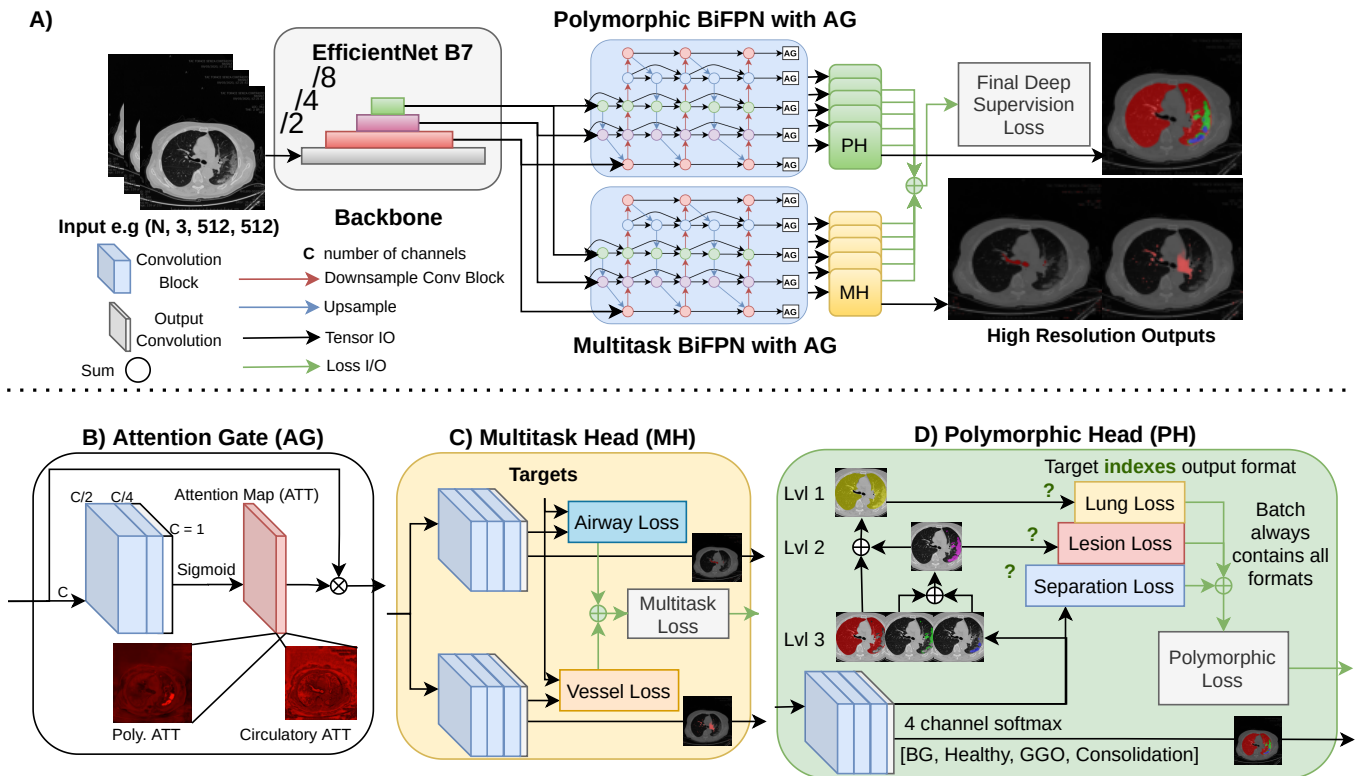 A)
Polymorphic BiFPN with AG
EfficientNet B7
/8
/4
/2
AG
AG
AG
AG
AG
PH
Final Deep
Supervision
Loss
Input e.g (N, 3, 512, 512)
Backbone
AG
AG
AG
AG
AG
MH
Multitask BiFPN with AG
High Resolution Outputs
Convolution
Block
C number of channels
Downsample Conv Block
Upsample
Output
Convolution
Tensor IO
Sum
Loss I/O
B) Attention Gate (AG)
C/2
C/4
Attention Map (ATT)
C = 1
Sigmoid
C
Poly. ATT
Circulatory ATT
C) Multitask Head (MH)
Targets
Airway Loss
Multitask
Loss
Vessel Loss
D) Polymorphic Head (PH)
Target indexes output format
Lvl 1
?
Lung Loss
Lvl 2
?
Lesion Loss
?
Separation Loss
Batch
always
contains all
formats
Lvl 3
Polymorphic
Loss
4 channel softmax
[BG, Healthy, GGO, Consolidation]